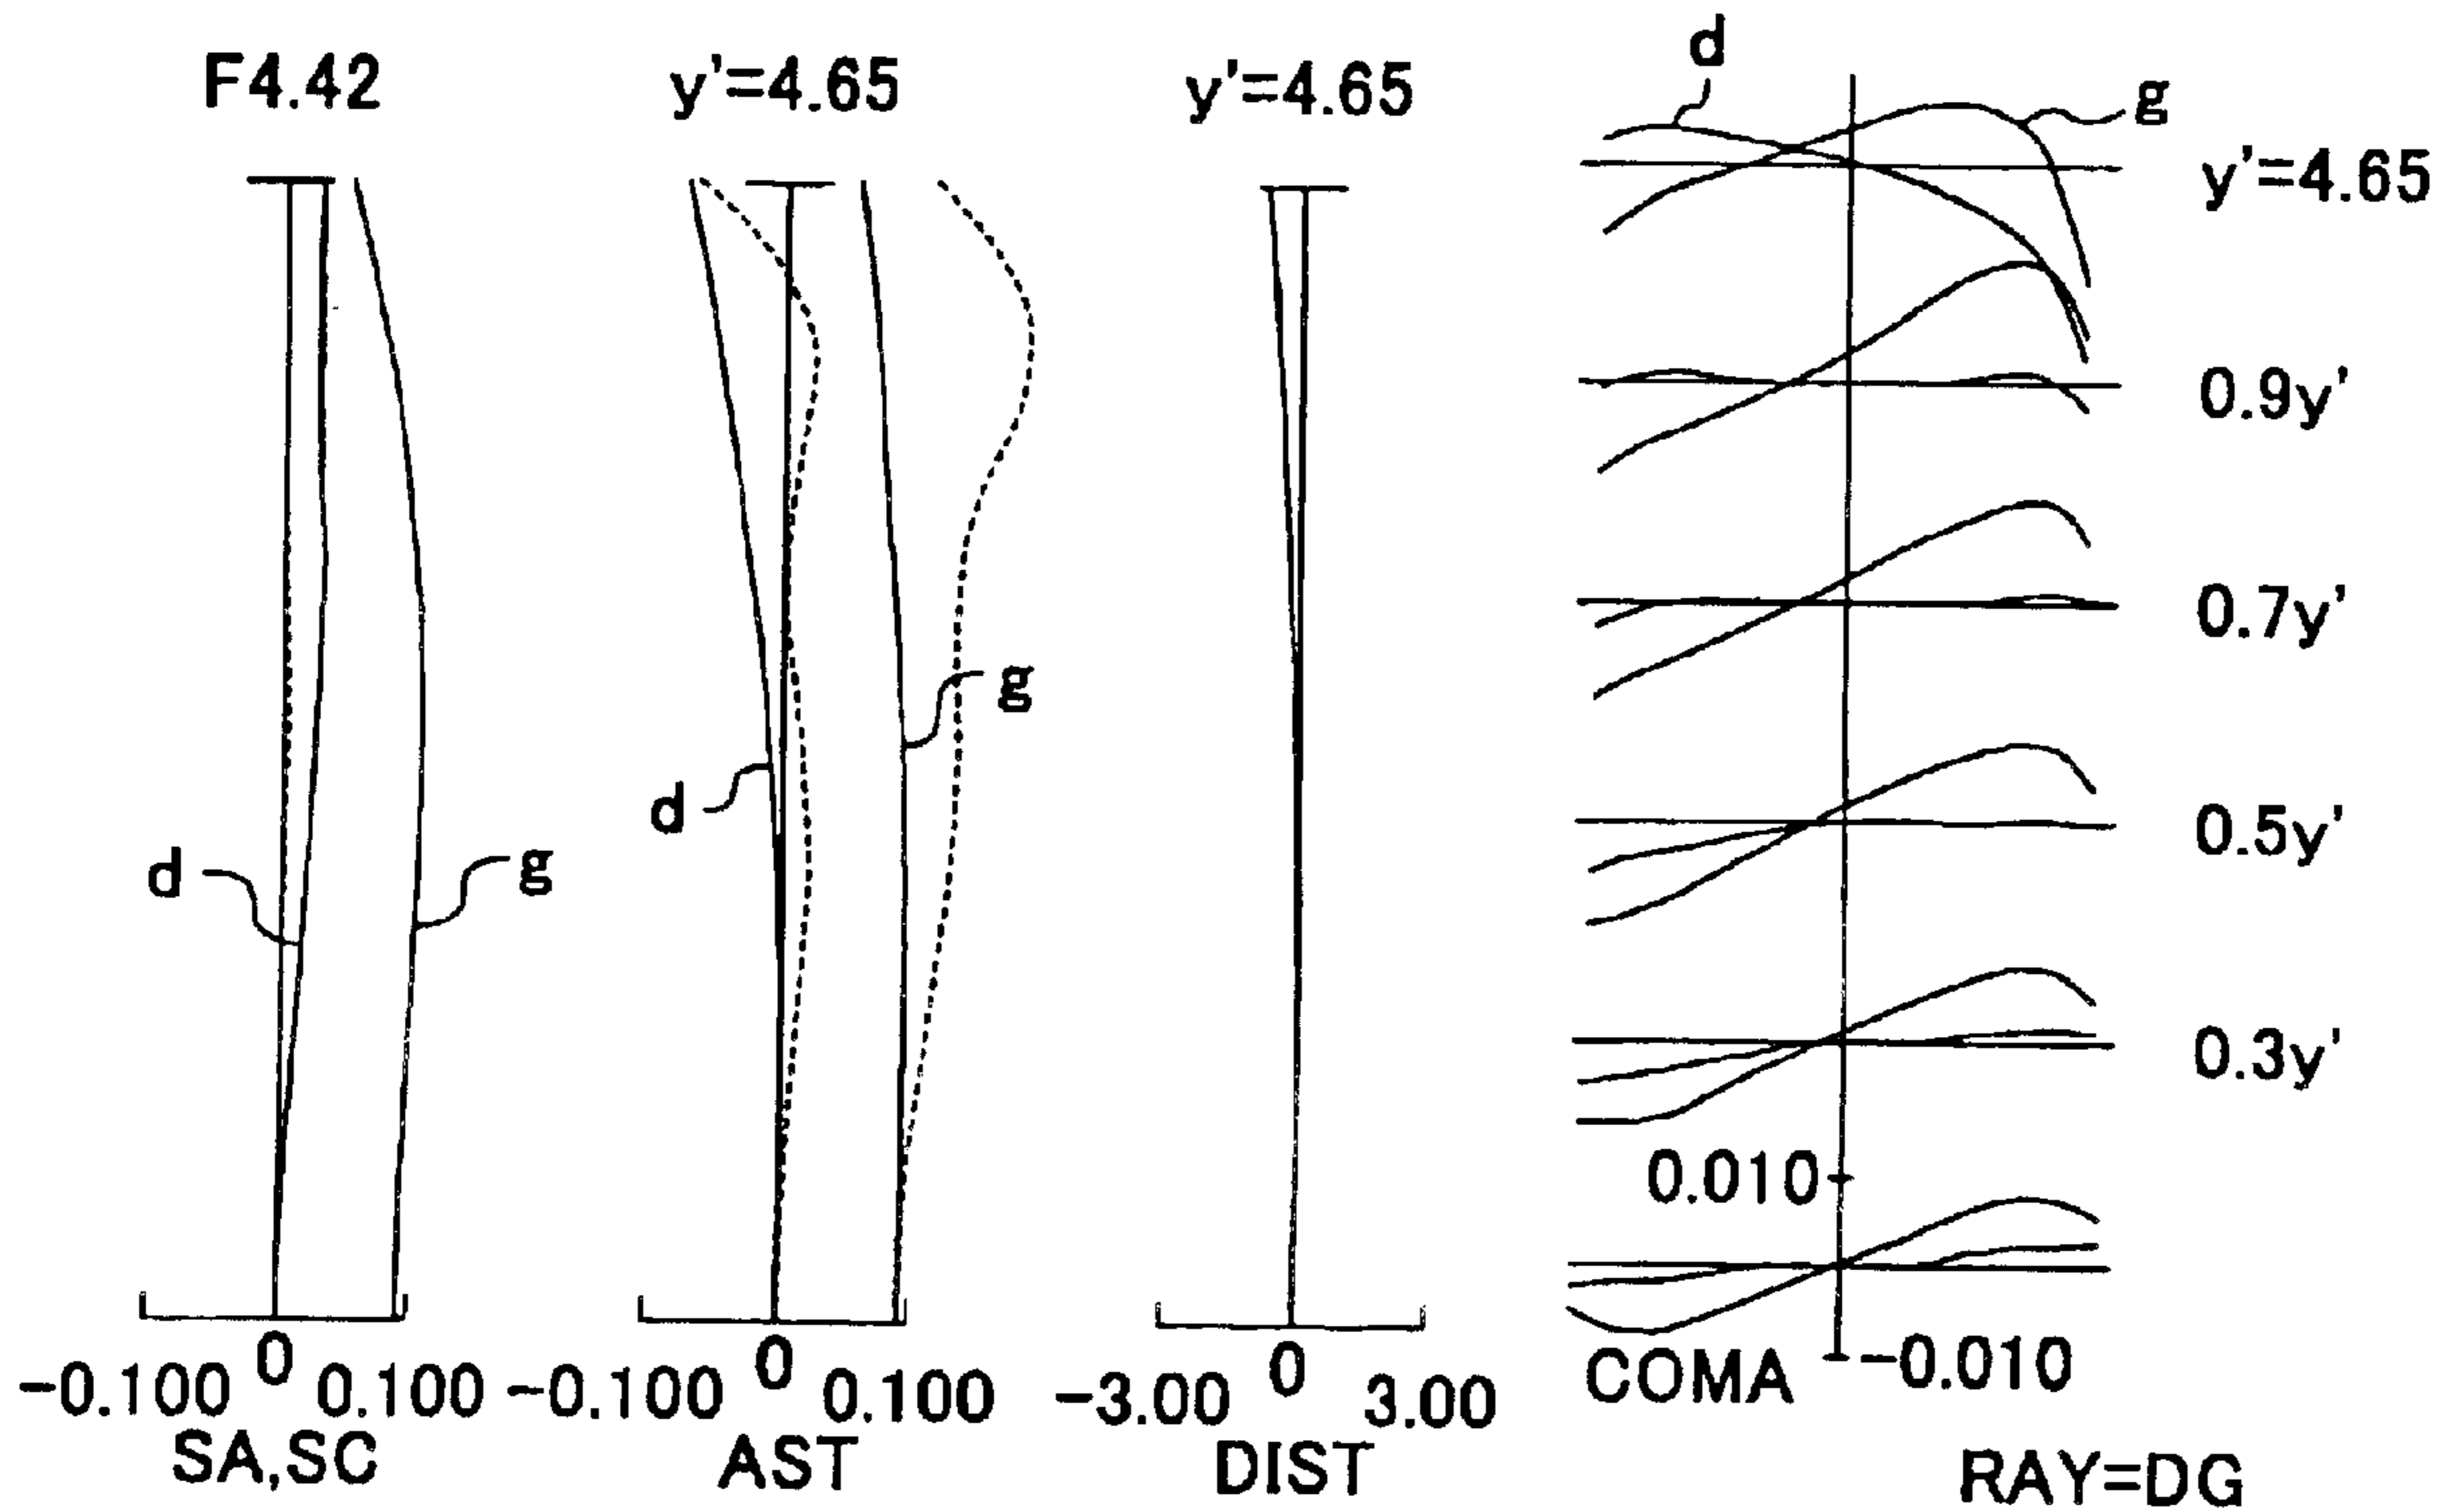 F4.42
y'=4.65
y'=4.65
d
g
y'=4.65
0.9y'
0.7y'
g
d
0.5y'
d
g
0.3y'
0.010
-0.100 0 0.100
SA,SC
-0.100 0 0.100
AST
-3.00 0 3.00
DIST
COMA
-0.010
RAY=DG